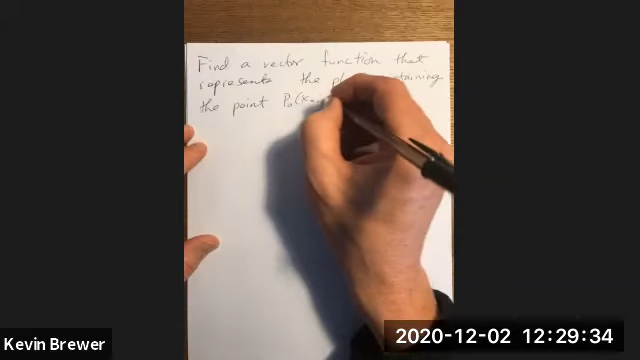 Find a vector function that
represents the pl taining
the point P₀(x₀
Kevin Brewer
2020-12-02 12:29:34